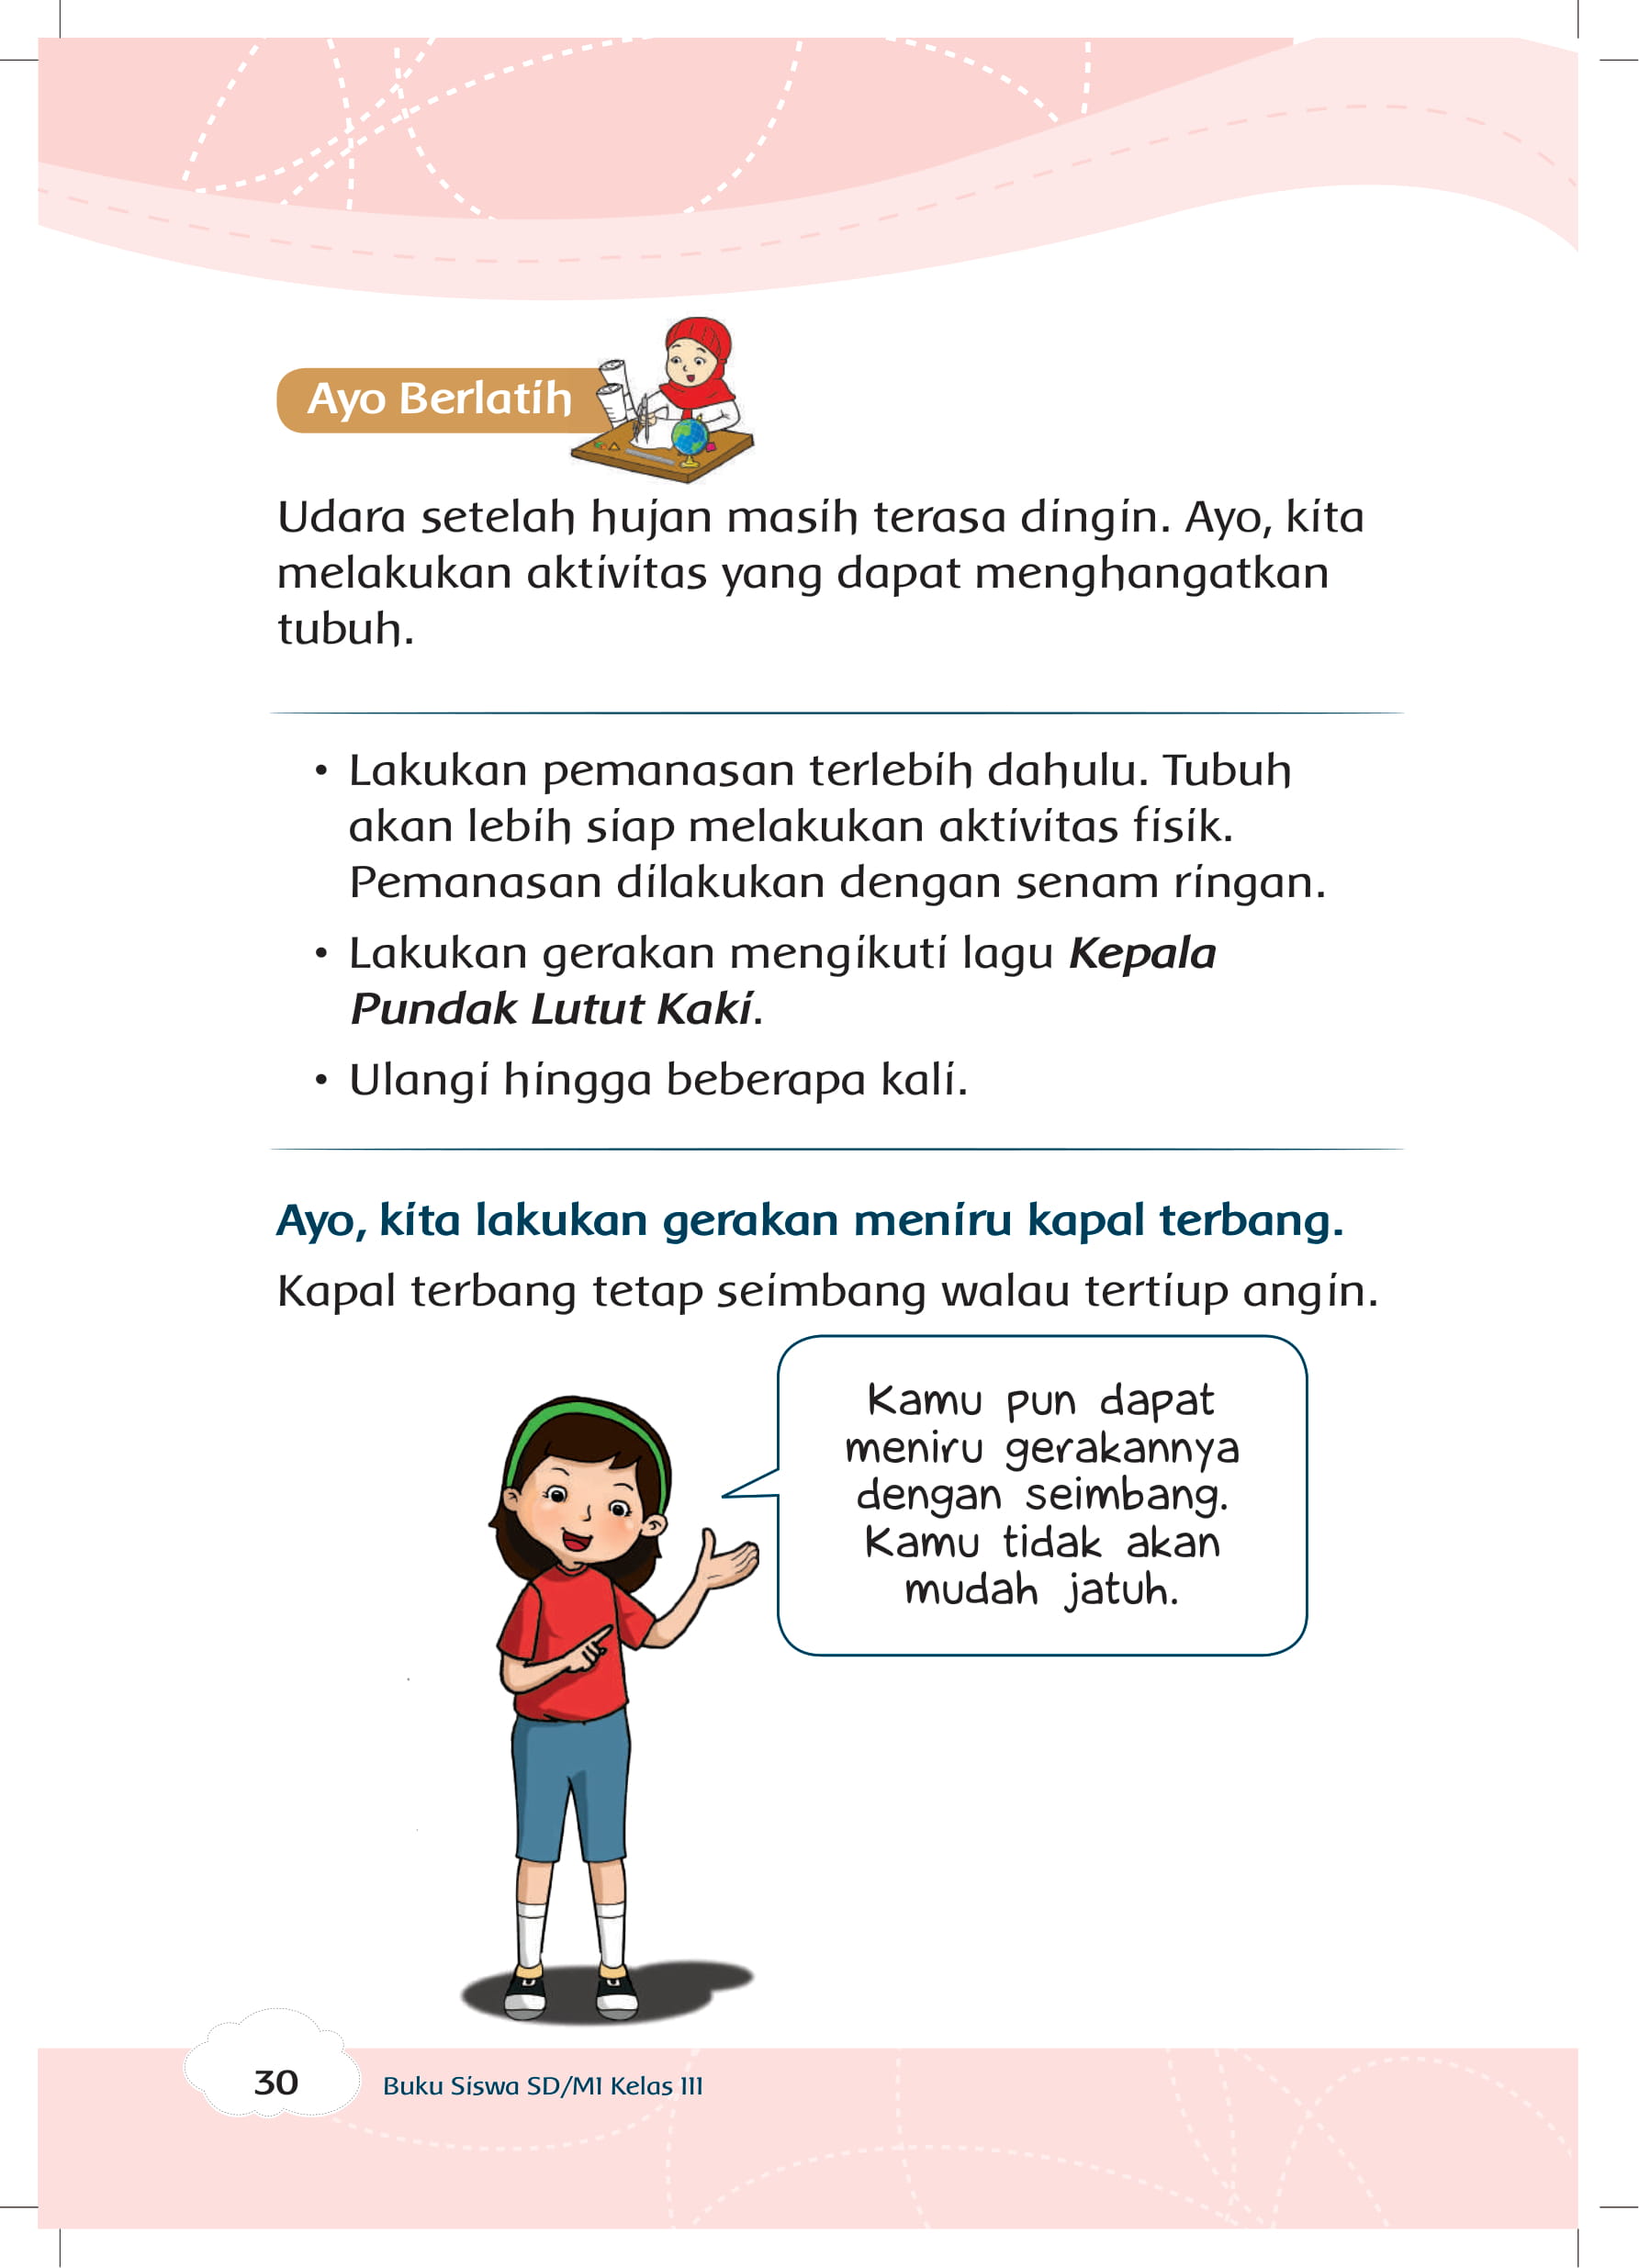 Ayo Berlatih
Udara setelah hujan masih terasa dingin. Ayo, kita
melakukan aktivitas yang dapat menghangatkan
tubuh.
• Lakukan pemanasan terlebih dahulu. Tubuh
akan lebih siap melakukan aktivitas fisik.
Pemanasan dilakukan dengan senam ringan.
• Lakukan gerakan mengikuti lagu Kepala
Pundak Lutut Kaki.
• Ulangi hingga beberapa kali.
Ayo, kita lakukan gerakan meniru kapal terbang.
Kapal terbang tetap seimbang walau tertiup angin.
Kamu pun dapat
meniru gerakannya
dengan seimbang.
Kamu tidak akan
mudah jatuh.
30
Buku Siswa SD/MI Kelas III